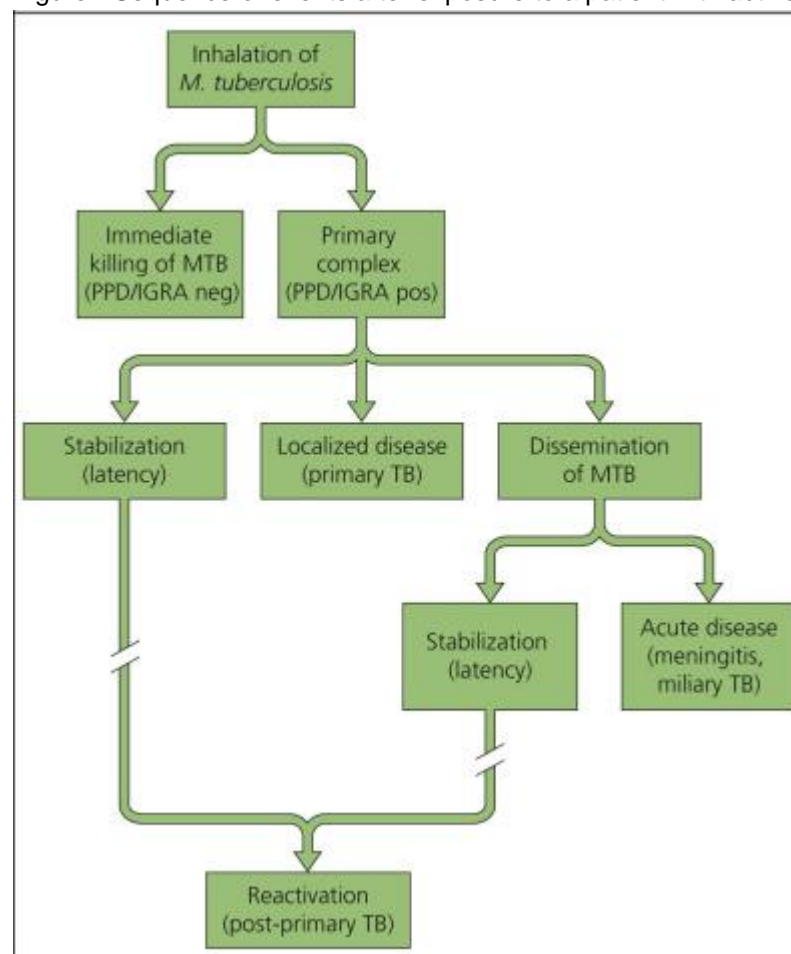 Inhalation of
M. tuberculosis
Immediate
killing of MTB
(PPD/IGRA neg)
Primary
complex
(PPD/IGRA pos)
Stabilization
(latency)
Localized disease
(primary TB)
Dissemination
of MTB
Stabilization
(latency)
Acute disease
(meningitis,
miliary TB)
Reactivation
(post-primary TB)